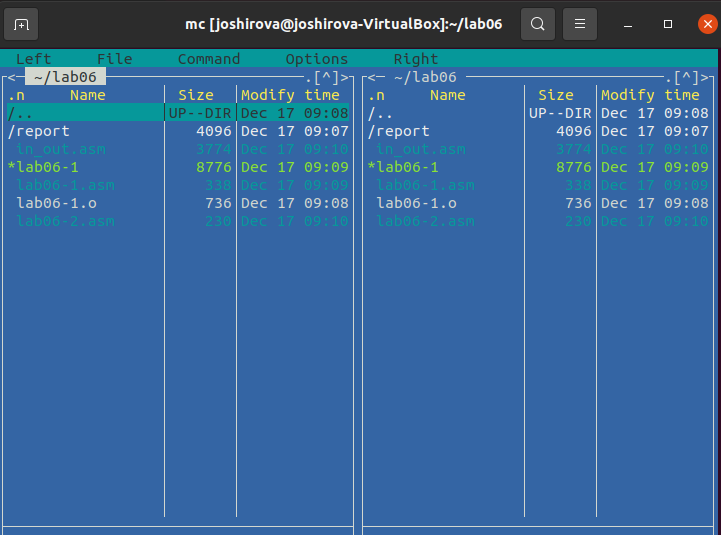 mc [joshirova@joshirova-VirtualBox]:~/lab06
Left File Command Options Right
<— ~/lab06 .[^]> <— ~/lab06 .[^]>
.n Name Size Modify time .n Name Size Modify time
/.. UP--DIR Dec 17 09:08 /.. UP--DIR Dec 17 09:08
/report 4096 Dec 17 09:07 /report 4096 Dec 17 09:07
in_out.asm 3774 Dec 17 09:10 in_out.asm 3774 Dec 17 09:10
*lab06-1 8776 Dec 17 09:09 *lab06-1 8776 Dec 17 09:09
lab06-1.asm 338 Dec 17 09:09 lab06-1.asm 338 Dec 17 09:09
lab06-1.o 736 Dec 17 09:08 lab06-1.o 736 Dec 17 09:08
lab06-2.asm 230 Dec 17 09:10 lab06-2.asm 230 Dec 17 09:10